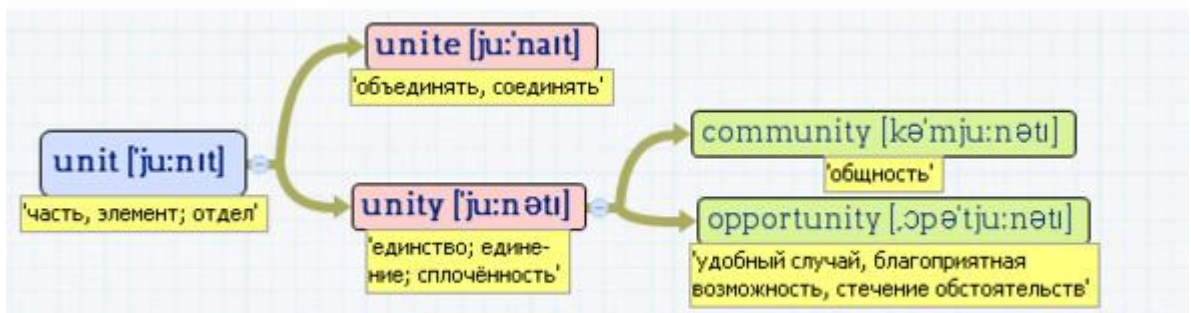 unite [ju:'naɪt]
'объединять, соединять'
unit ['ju:nɪt]
'часть, элемент; отдел'
unity ['ju:nətɪ]
'единство; едине-
ние; сплочённость'
community [kə'mju:nətɪ]
'общность'
opportunity [ˌɔpə'tju:nətɪ]
'удобный случай, благоприятная
возможность, стечение обстоятельств'